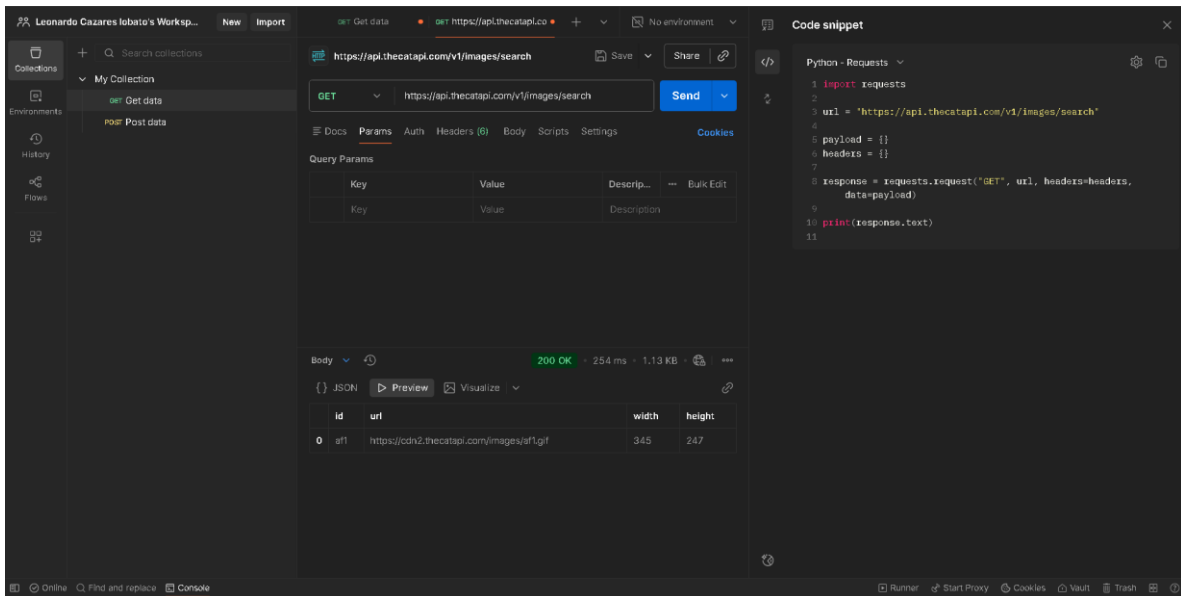 Leonardo Cazares lobato's Worksp... New Import
GET Get data GET https://api.thecatapi.co No environment
Code snippet
Collections
Search collections
https://api.thecatapi.com/v1/images/search Save Share
My Collection
Python - Requests
GET Get data
Environments
GET https://api.thecatapi.com/v1/images/search Send
POST Post data
1 import requests
2
3 url = "https://api.thecatapi.com/v1/images/search"
4
5 payload = {}
6 headers = {}
7
8 response = requests.request("GET", url, headers=headers,
data=payload)
9
10 print(response.text)
11
History
Flows
Docs Params Auth Headers (6) Body Scripts Settings Cookies
Query Params
Key Value Descrip... Bulk Edit
Key Value Description
Body 200 OK 254 ms 1.13 KB
{} JSON Preview Visualize
id url width height
0 af1 https://cdn2.thecatapi.com/images/af1.gif 345 247
Online Find and replace Console Runner Start Proxy Cookies Vault Trash